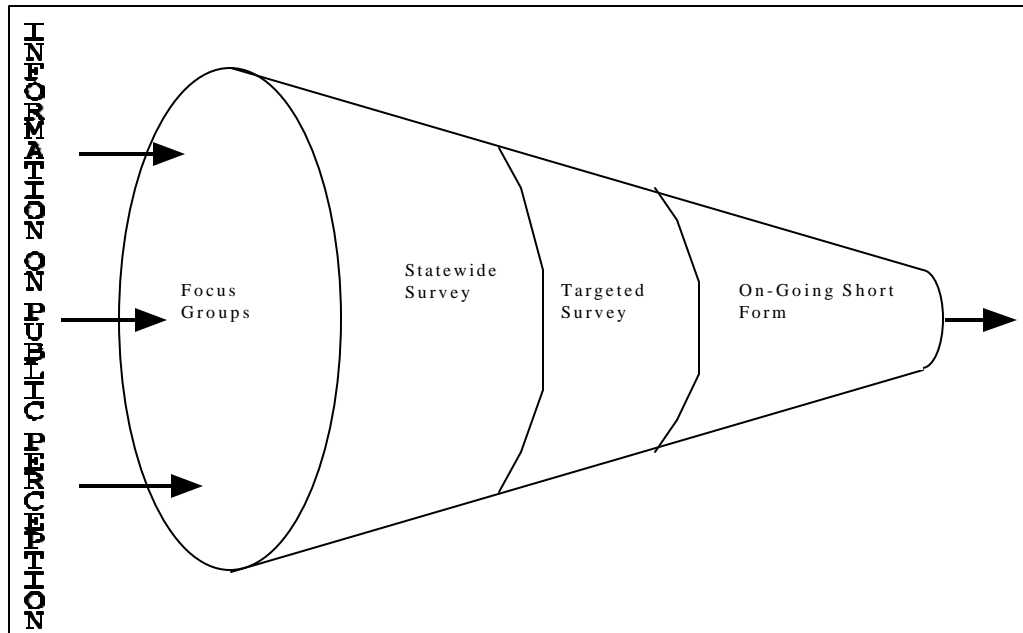 INFORMATION ON PUBLIC PERCEPTION
Focus
Groups
Statewide
Survey
Targeted
Survey
On-Going Short
Form